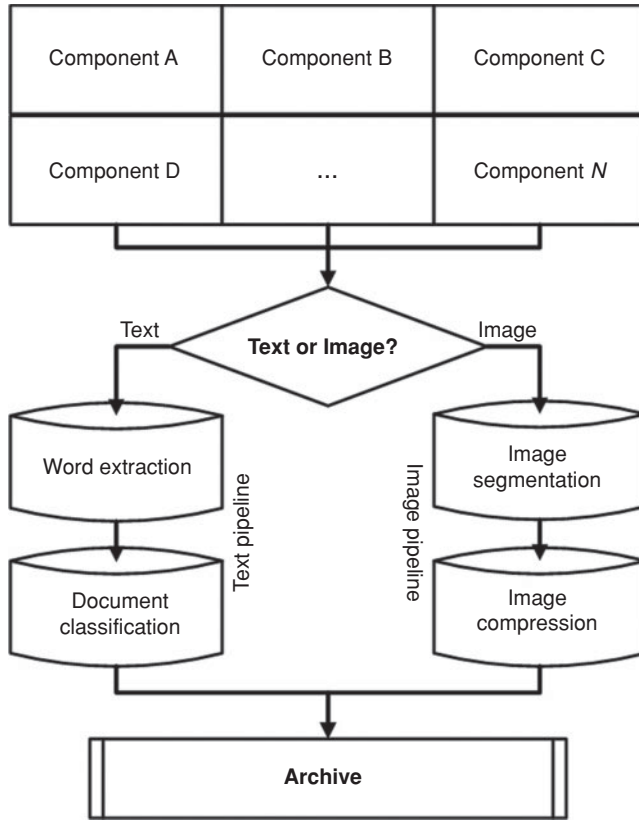 Component A
Component B
Component C
Component D
...
Component N
Text
Image
Text or Image?
Word extraction
Image
segmentation
Text pipeline
Image pipeline
Document
classification
Image
compression
Archive